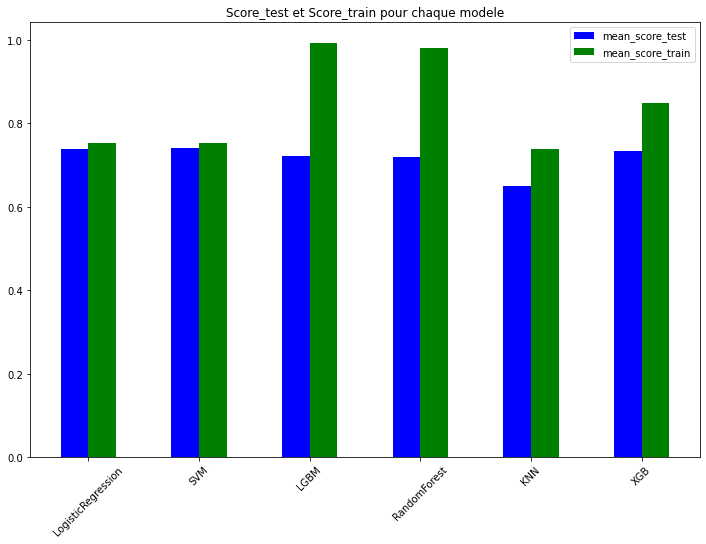 Score_test et Score_train pour chaque modele
mean_score_test
mean_score_train
1.0
0.8
0.6
0.4
0.2
0.0
LogisticRegression
SVM
LGBM
RandomForest
KNN
XGB